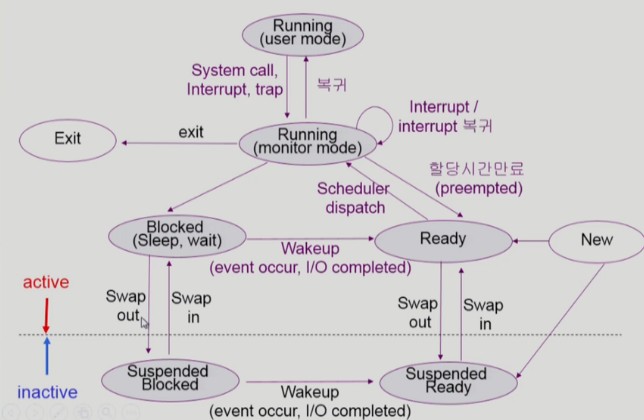 Running
(user mode)
System call,
Interrupt, trap
복귀
Interrupt /
interrupt 복귀
Exit
exit
Running
(monitor mode)
할당시간만료
(preempted)
Scheduler
dispatch
Blocked
(Sleep, wait)
Wakeup
(event occur, I/O completed)
Ready
New
active
Swap
out
Swap
in
Swap
out
Swap
in
inactive
Suspended
Blocked
Wakeup
(event occur, I/O completed)
Suspended
Ready